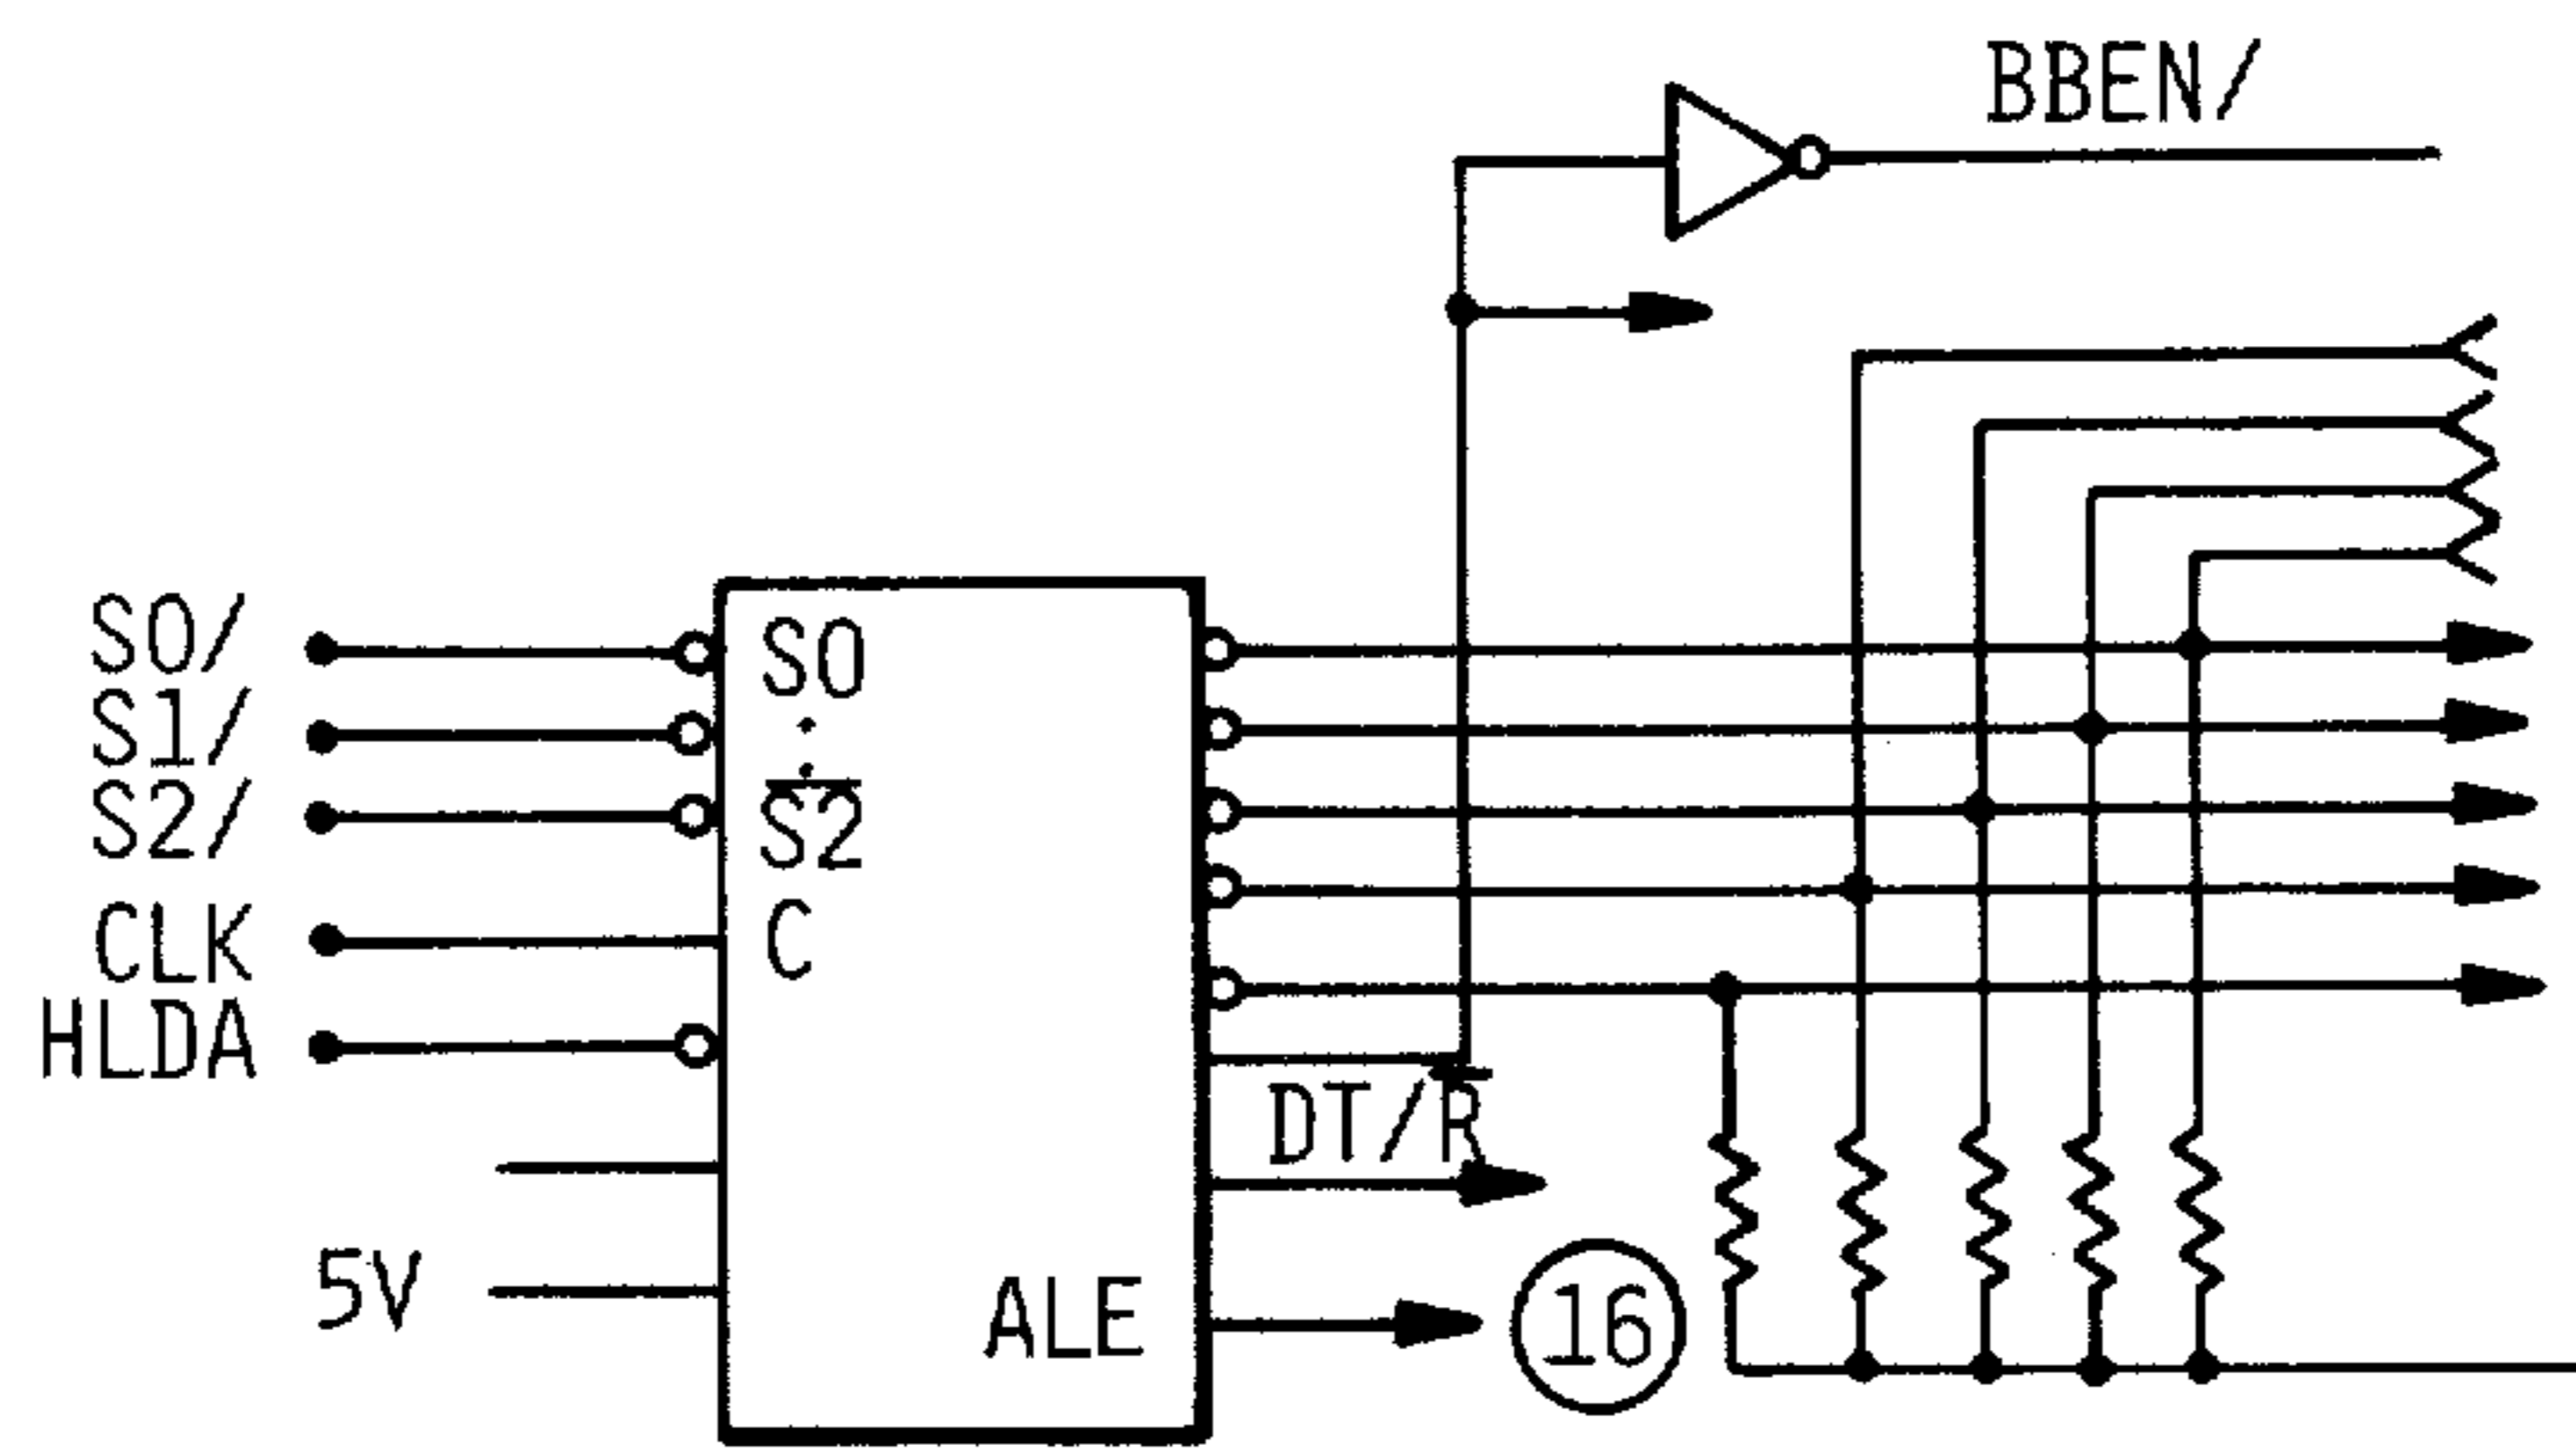 BBEN/
S0/
S0
S1/
S2/
S2
CLK
C
HLDA
DT/R
5V
ALE
16